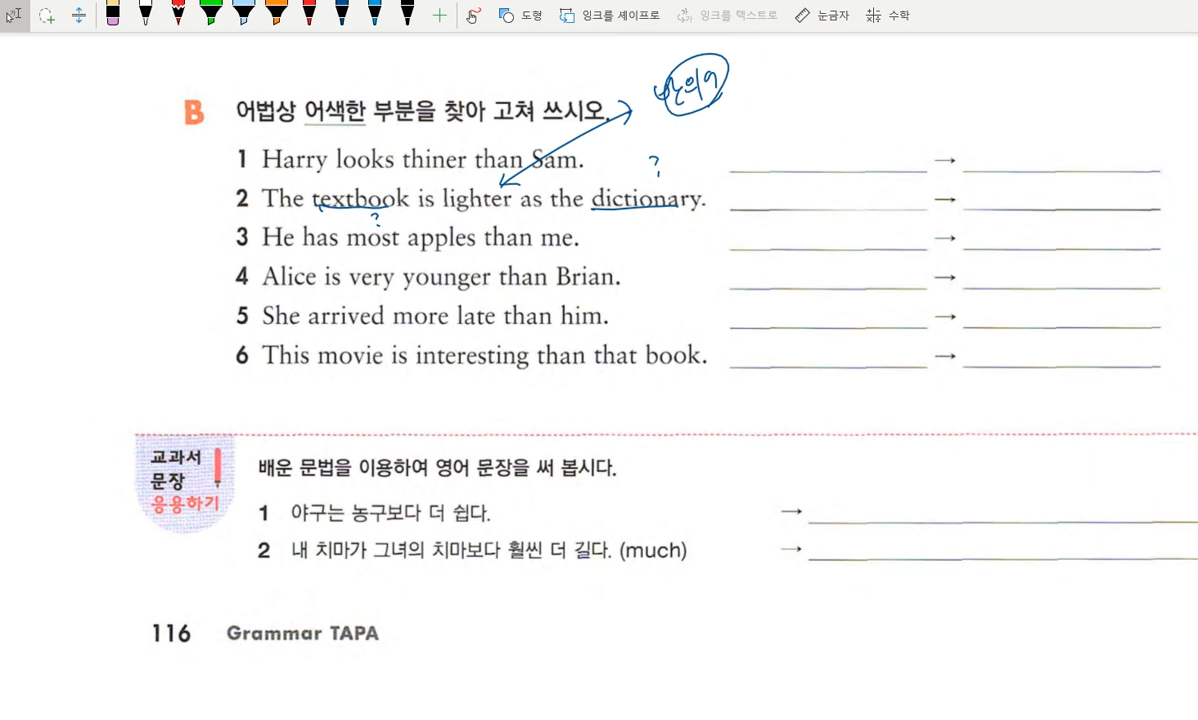 도형 잉크를 셰이프로 잉크를 텍스트로 눈금자 수학
반의어
B 어법상 어색한 부분을 찾아 고쳐 쓰시오.
1 Harry looks thiner than Sam. →
?
2 The textbook is lighter as the dictionary. →
?
3 He has most apples than me. →
4 Alice is very younger than Brian. →
5 She arrived more late than him. →
6 This movie is interesting than that book. →
교과서
문장
응용하기
배운 문법을 이용하여 영어 문장을 써 봅시다.
1 야구는 농구보다 더 쉽다. →
2 내 치마가 그녀의 치마보다 훨씬 더 길다. (much) →
116 Grammar TAPA